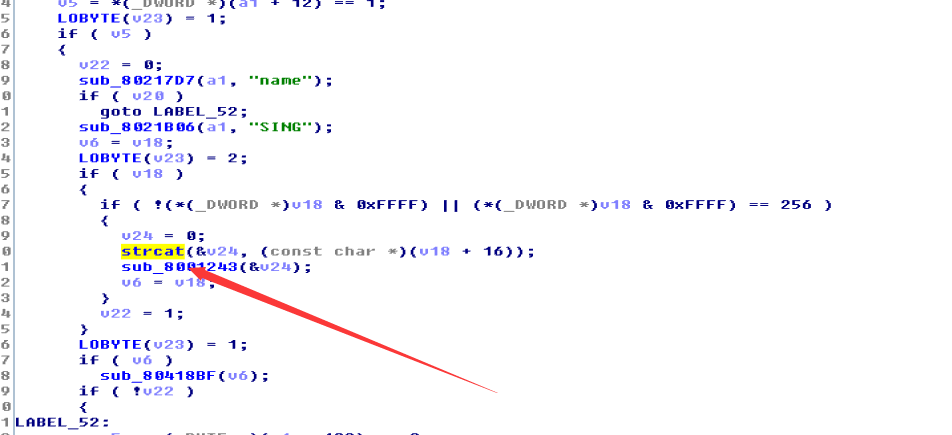 4 v5 = *(_DWORD *)(a1 + 12) == 1;
5 LOBYTE(v23) = 1;
6 if ( v5 )
7 {
8 v22 = 0;
9 sub_80217D7(a1, "name");
0 if ( v20 )
1 goto LABEL_52;
2 sub_8021B06(a1, "SING");
3 v6 = v18;
4 LOBYTE(v23) = 2;
5 if ( v18 )
6 {
7 if ( !(*(_DWORD *)v18 & 0xFFFF) || (*(_DWORD *)v18 & 0xFFFF) == 256 )
8 {
9 v24 = 0;
0 strcat(&v24, (const char *)(v18 + 16));
1 sub_8001243(&v24);
2 v6 = v18;
3 }
4 v22 = 1;
5 }
6 LOBYTE(v23) = 1;
7 if ( v6 )
8 sub_80418BF(v6);
9 if ( !v22 )
0 {
1 LABEL_52: